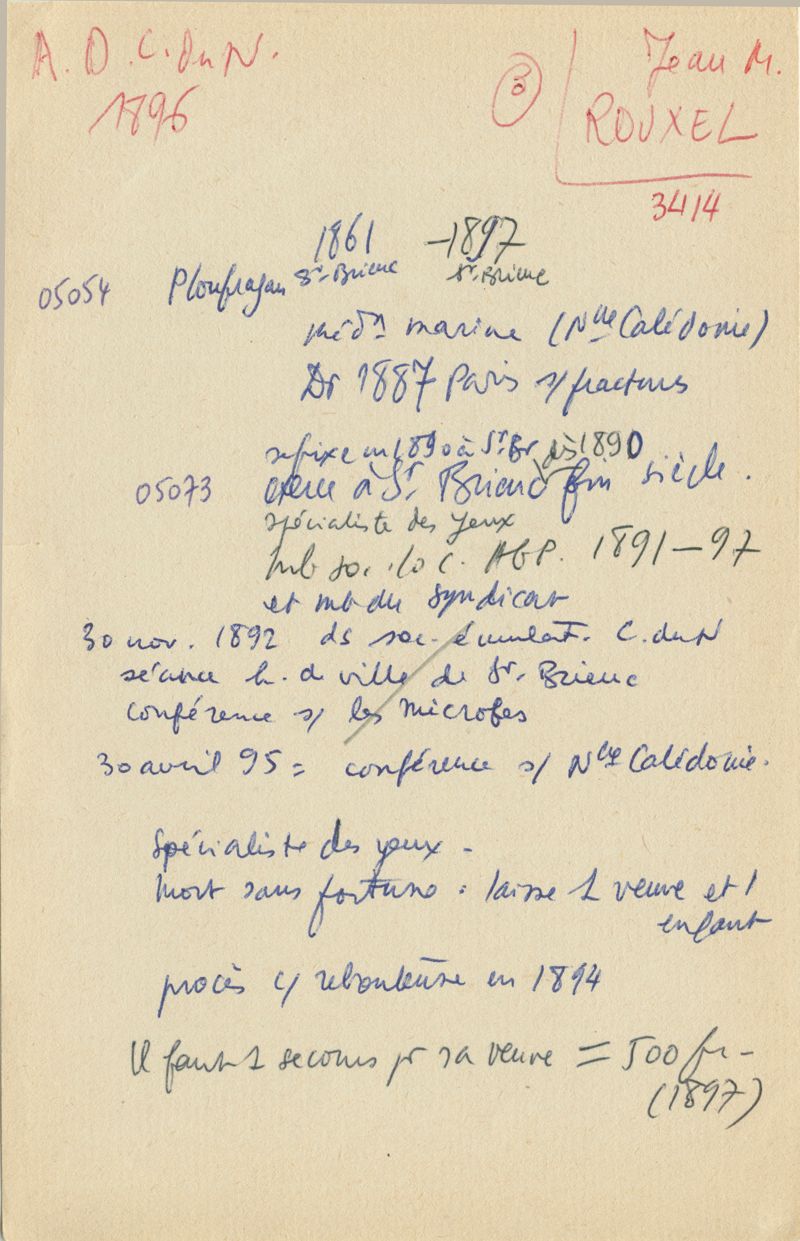 A. D. C. du N.
1896
3
Jean M.
ROUXEL
3414
1861 – 1897
05054 Ploufragan St-Brieuc St-Brieuc
médn marine (Nlle Calédonie)
Dr 1887 Paris s/ fractures
se fixe en 1890 à St. Br dès 1890
05073 exerce à St. Brieuc fin siècle.
spécialiste des yeux
mb soc. loc. AGP. 1891–97
et mb du syndicat
30 nov. 1892 ds soc. émulat. C. du N
séance h. de ville de St. Brieuc
conférence s/ les microbes
30 avril 95 = conférence s/ Nlle Calédonie.
Spécialiste des yeux -
Mort sans fortune. laisse 1 veuve et 1
enfant
procès c/ rebouteuse en 1894
Il faut 1 secours pr sa veuve = 500 fr -
(1897)